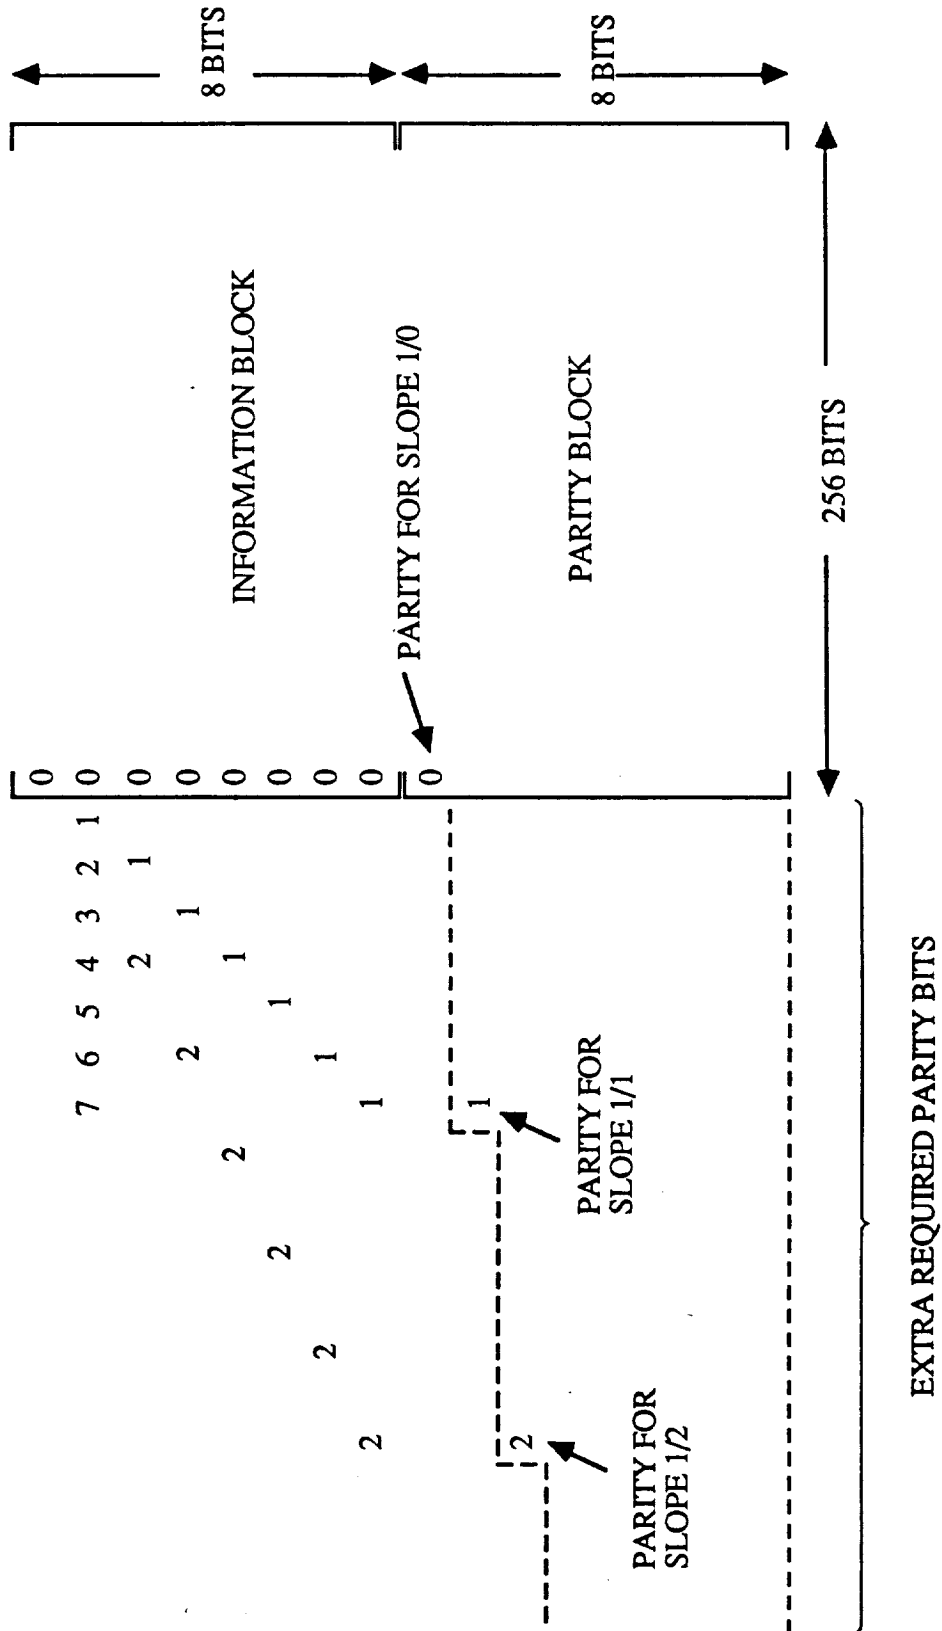 0
7 6 5 4 3 2 1 0
2 1 0
2 1 0
8 BITS
2 1 0
INFORMATION BLOCK
2 1 0
2 1 0
2 1 0
PARITY FOR SLOPE 1/0
0
1
2
PARITY BLOCK
8 BITS
PARITY FOR
SLOPE 1/1
PARITY FOR
SLOPE 1/2
256 BITS
EXTRA REQUIRED PARITY BITS